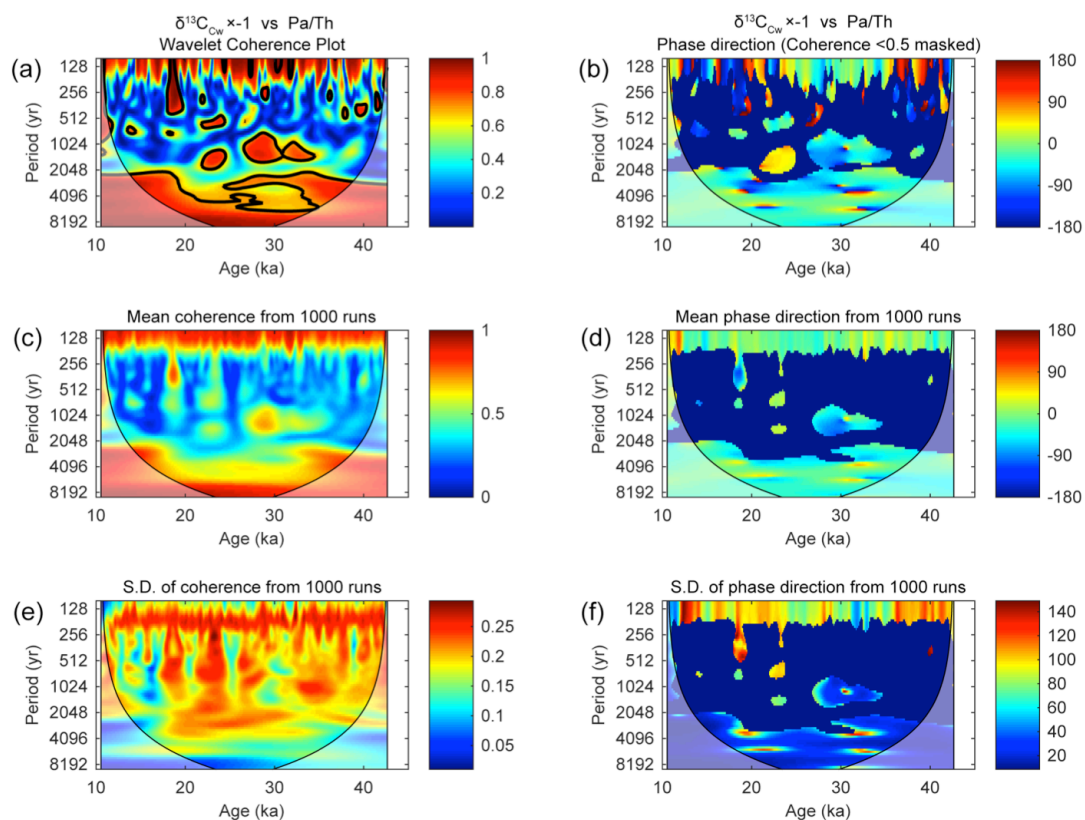 δ¹³C_Cw ×-1 vs Pa/Th
Wavelet Coherence Plot
(a)
1
0.8
0.6
0.4
0.2
128
256
512
1024
2048
4096
8192
Period (yr)
10 20 30 40
Age (ka)
δ¹³C_Cw ×-1 vs Pa/Th
Phase direction (Coherence <0.5 masked)
(b)
180
90
0
-90
-180
128
256
512
1024
2048
4096
8192
Period (yr)
10 20 30 40
Age (ka)
Mean coherence from 1000 runs
(c)
1
0.5
0
128
256
512
1024
2048
4096
8192
Period (yr)
10 20 30 40
Age (ka)
Mean phase direction from 1000 runs
(d)
180
90
0
-90
-180
128
256
512
1024
2048
4096
8192
Period (yr)
10 20 30 40
Age (ka)
S.D. of coherence from 1000 runs
(e)
0.25
0.2
0.15
0.1
0.05
128
256
512
1024
2048
4096
8192
Period (yr)
10 20 30 40
Age (ka)
S.D. of phase direction from 1000 runs
(f)
140
120
100
80
60
40
20
128
256
512
1024
2048
4096
8192
Period (yr)
10 20 30 40
Age (ka)